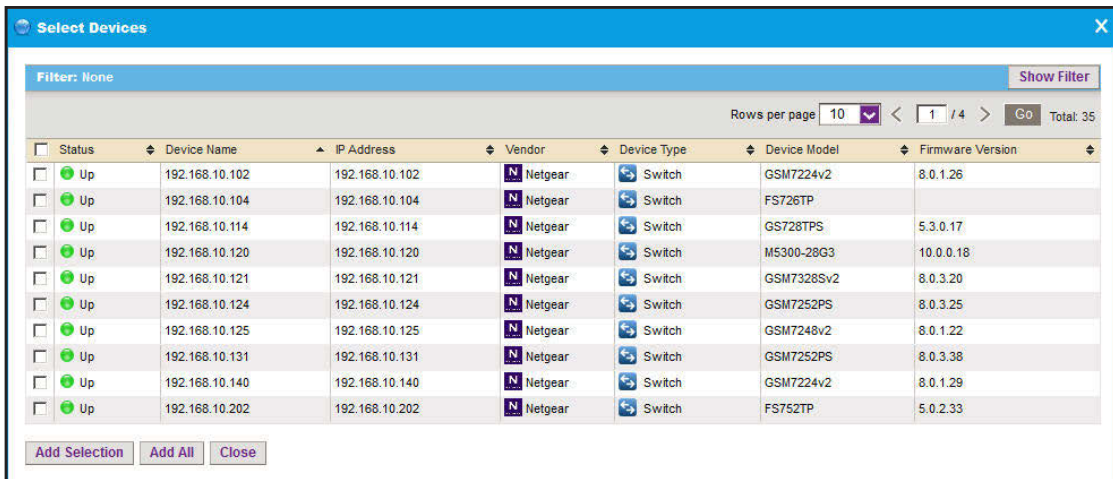 Select Devices X
Filter: None Show Filter
Rows per page 10 < 1 / 4 > Go Total: 35
Status Device Name IP Address Vendor Device Type Device Model Firmware Version
Up 192.168.10.102 192.168.10.102 N Netgear Switch GSM7224v2 8.0.1.26
Up 192.168.10.104 192.168.10.104 N Netgear Switch FS726TP
Up 192.168.10.114 192.168.10.114 N Netgear Switch GS728TPS 5.3.0.17
Up 192.168.10.120 192.168.10.120 N Netgear Switch M5300-28G3 10.0.0.18
Up 192.168.10.121 192.168.10.121 N Netgear Switch GSM7328Sv2 8.0.3.20
Up 192.168.10.124 192.168.10.124 N Netgear Switch GSM7252PS 8.0.3.25
Up 192.168.10.125 192.168.10.125 N Netgear Switch GSM7248v2 8.0.1.22
Up 192.168.10.131 192.168.10.131 N Netgear Switch GSM7252PS 8.0.3.38
Up 192.168.10.140 192.168.10.140 N Netgear Switch GSM7224v2 8.0.1.29
Up 192.168.10.202 192.168.10.202 N Netgear Switch FS752TP 5.0.2.33
Add Selection Add All Close